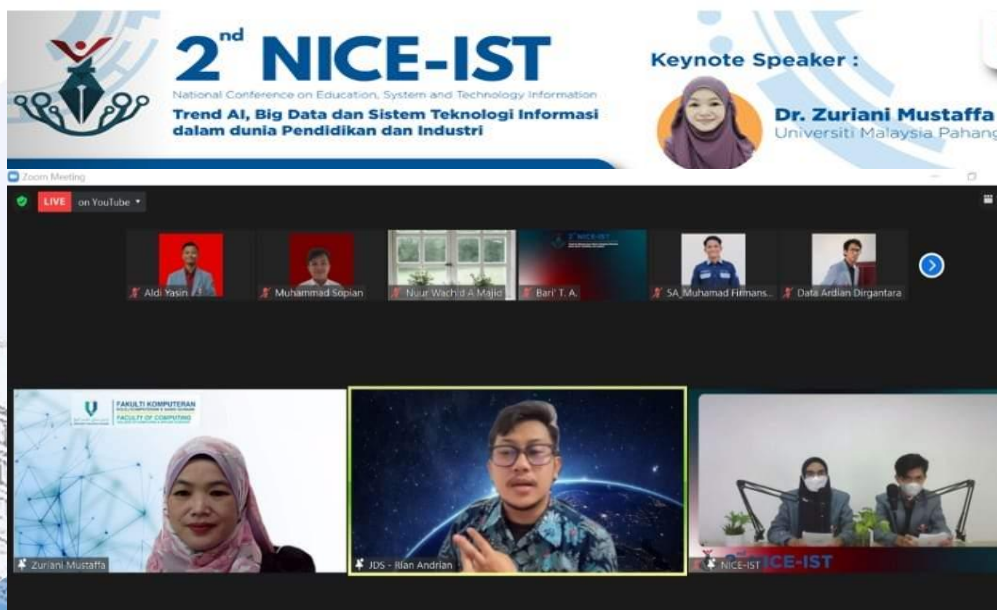 2nd NICE-IST
National Conference on Education, System and Technology Information
Trend AI, Big Data dan Sistem Teknologi Informasi
dalam dunia Pendidikan dan Industri
Keynote Speaker :
Dr. Zuriani Mustaffa
Universiti Malaysia Pahang
Zoom Meeting
LIVE on YouTube
Aldi Yasin
Muhammad Sopian
Nuur Wachid A Majid
Bari' T. A.
SA_Muhamad Firmans...
Data Ardian Dirgantara
FAKULTI KOMPUTERAN
FACULTY OF COMPUTING
Zuriani Mustaffa
JDS - Rian Andrian
2nd NICE-IST
NICE-IST